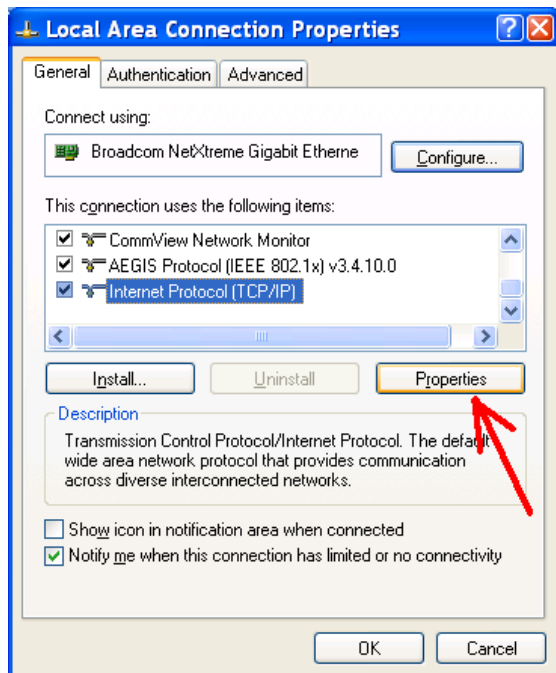 Local Area Connection Properties
General Authentication Advanced
Connect using:
Broadcom NetXtreme Gigabit Etherne Configure...
This connection uses the following items:
CommView Network Monitor
AEGIS Protocol (IEEE 802.1x) v3.4.10.0
Internet Protocol (TCP/IP)
Install... Uninstall Properties
Description
Transmission Control Protocol/Internet Protocol. The default
wide area network protocol that provides communication
across diverse interconnected networks.
Show icon in notification area when connected
Notify me when this connection has limited or no connectivity
OK Cancel